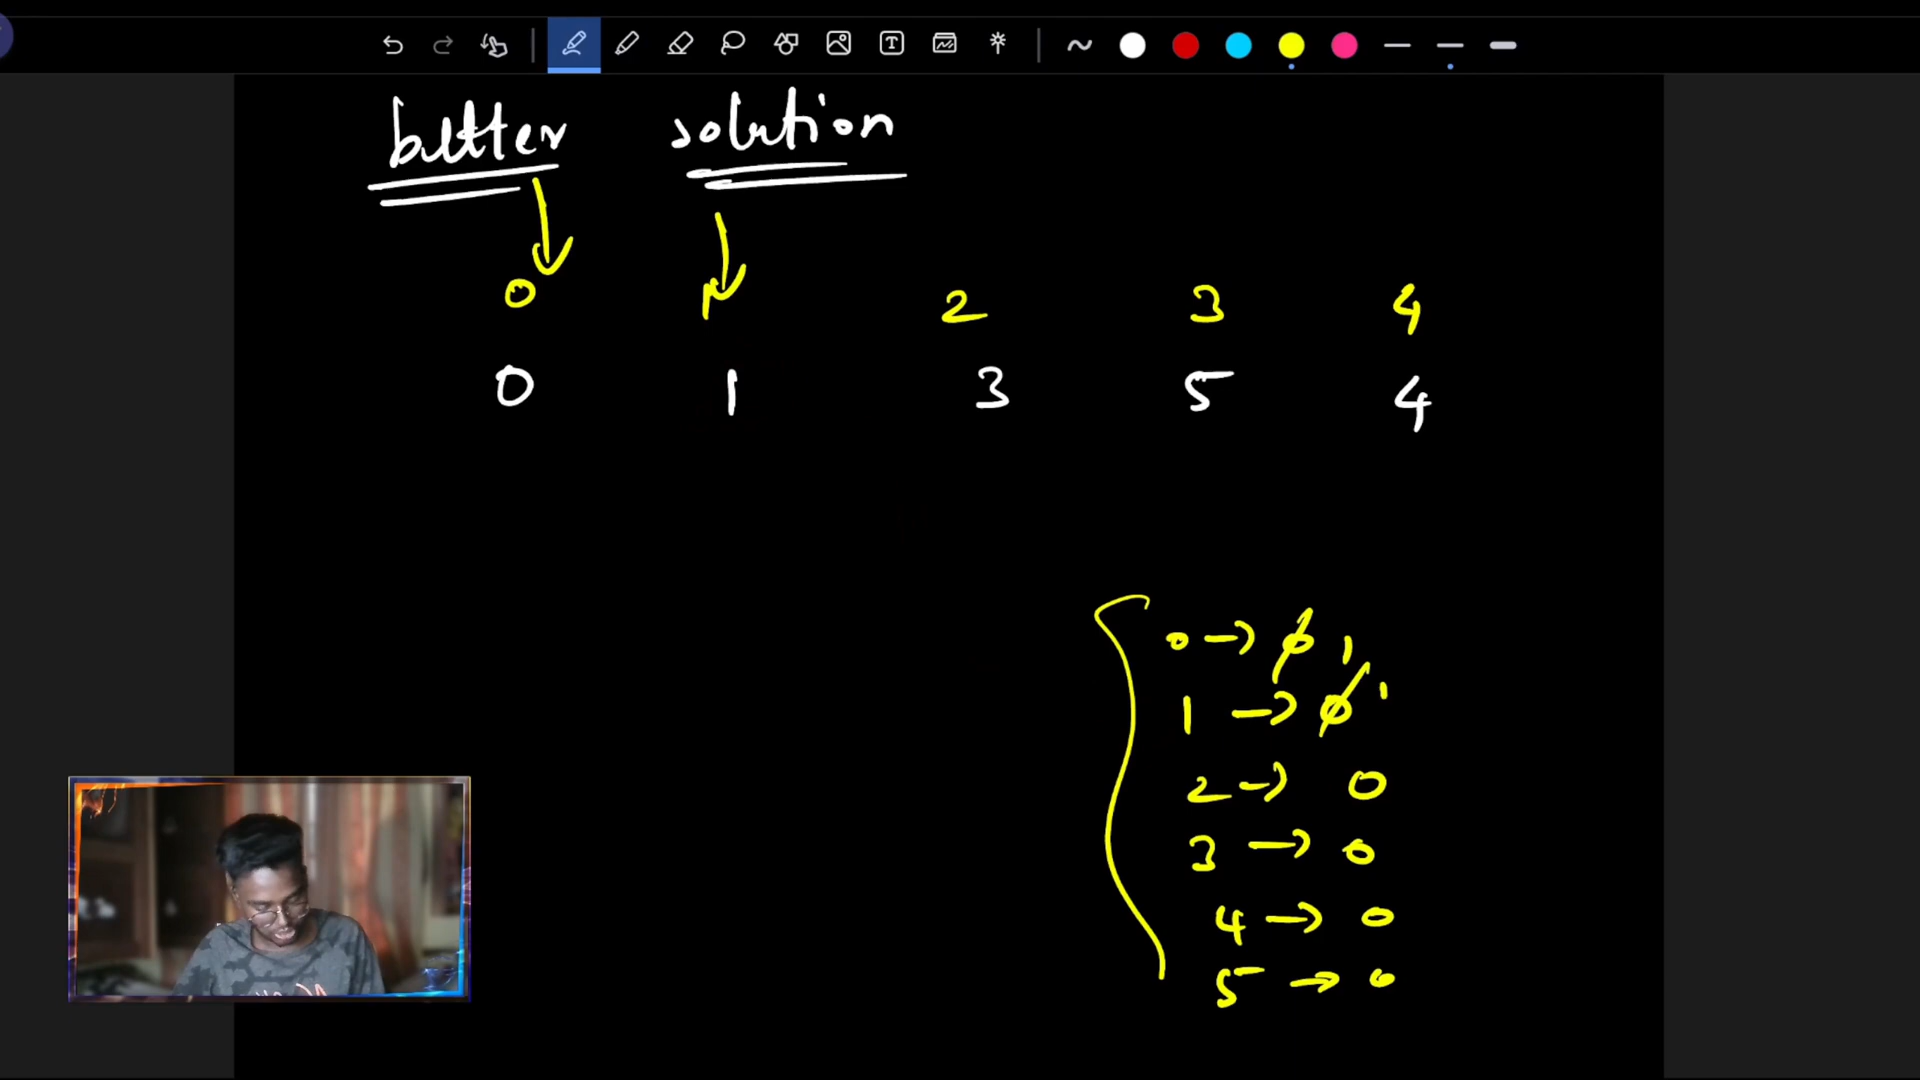 better solution
0 1 2 3 4
0 1 3 5 4
0 → 0 1
1 → 0 1
2 → 0
3 → 0
4 → 0
5 → 0